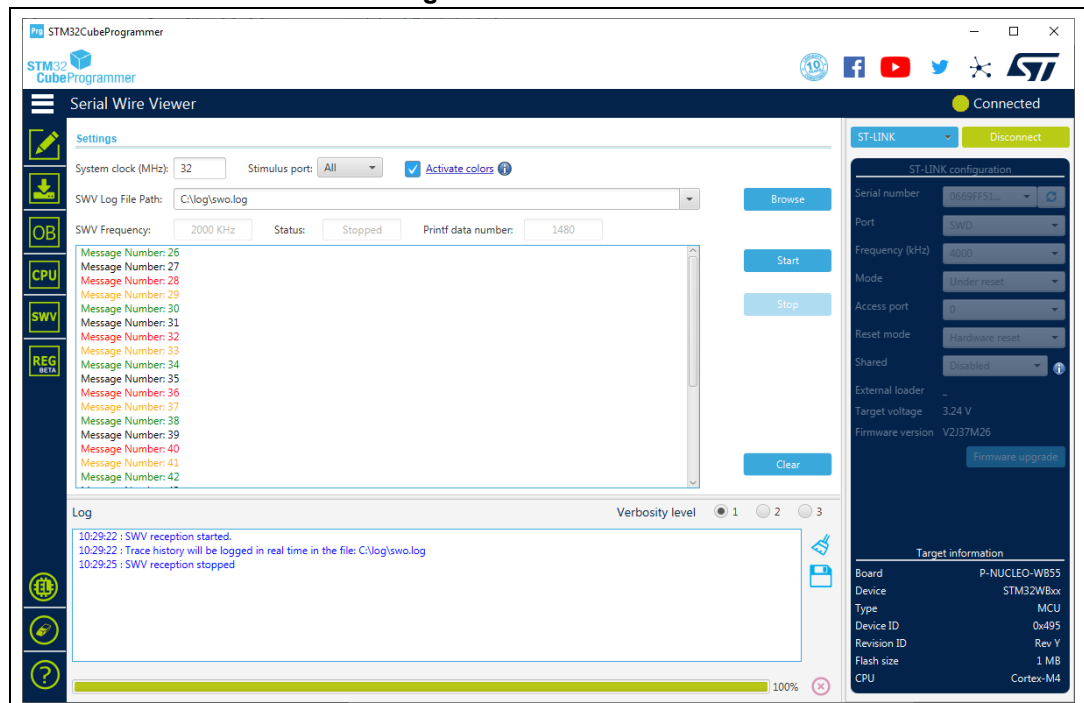 Prg STM32CubeProgrammer
STM32
CubeProgrammer
19
Serial Wire Viewer
Connected
Settings
System clock (MHz): 32 Stimulus port: All Activate colors
SWV Log File Path: C:\log\swo.log Browse
SWV Frequency: 2000 KHz Status: Stopped Printf data number: 1480
Message Number: 26
Message Number: 27
Message Number: 28
Message Number: 29
Message Number: 30
Message Number: 31
Message Number: 32
Message Number: 33
Message Number: 34
Message Number: 35
Message Number: 36
Message Number: 37
Message Number: 38
Message Number: 39
Message Number: 40
Message Number: 41
Message Number: 42
Start
Stop
Clear
OB
CPU
SWV
REG
BETA
Log Verbosity level 1 2 3
10:29:22 : SWV reception started.
10:29:22 : Trace history will be logged in real time in the file: C:\log\swo.log
10:29:25 : SWV reception stopped
100%
ST-LINK Disconnect
ST-LINK configuration
Serial number 0669FF51...
Port SWD
Frequency (kHz) 4000
Mode Under reset
Access port 0
Reset mode Hardware reset
Shared Disabled
External loader _
Target voltage 3.24 V
Firmware version V2J37M26
Firmware upgrade
Target information
Board P-NUCLEO-WB55
Device STM32WBxx
Type MCU
Device ID 0x495
Revision ID Rev Y
Flash size 1 MB
CPU Cortex-M4